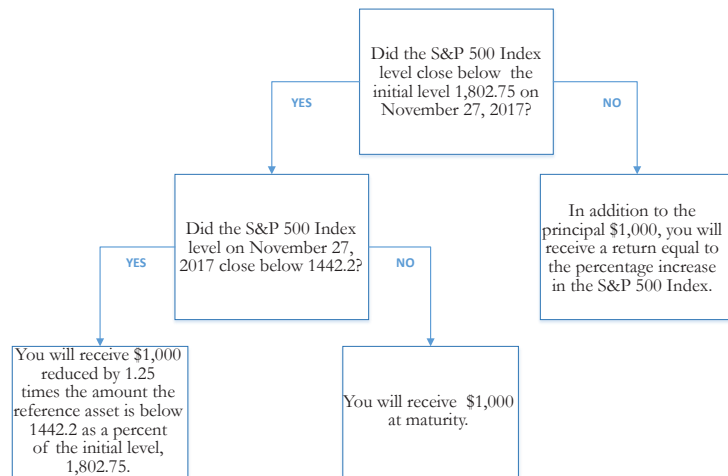 Did the S&P 500 Index
level close below the
initial level 1,802.75 on
November 27, 2017?
YES
NO
Did the S&P 500 Index
level on November 27,
2017 close below 1442.2?
In addition to the
principal $1,000, you will
receive a return equal to
the percentage increase
in the S&P 500 Index.
YES
NO
You will receive $1,000
reduced by 1.25
times the amount the
reference asset is below
1442.2 as a percent
of the initial level,
1,802.75.
You will receive $1,000
at maturity.